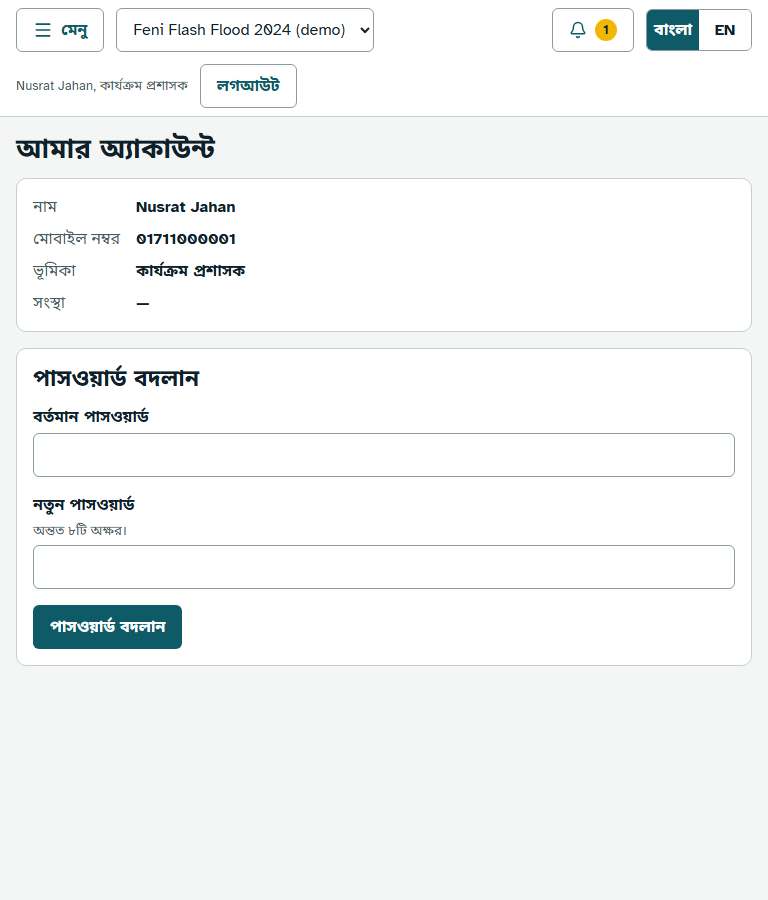 মেনু
Feni Flash Flood 2024 (demo)
1
বাংলা EN
Nusrat Jahan, কার্যক্রম প্রশাসক
লগআউট
আমার অ্যাকাউন্ট
নাম Nusrat Jahan
মোবাইল নম্বর 01711000001
ভূমিকা কার্যক্রম প্রশাসক
সংস্থা —
পাসওয়ার্ড বদলান
বর্তমান পাসওয়ার্ড
নতুন পাসওয়ার্ড
অন্তত ৮টি অক্ষর।
পাসওয়ার্ড বদলান